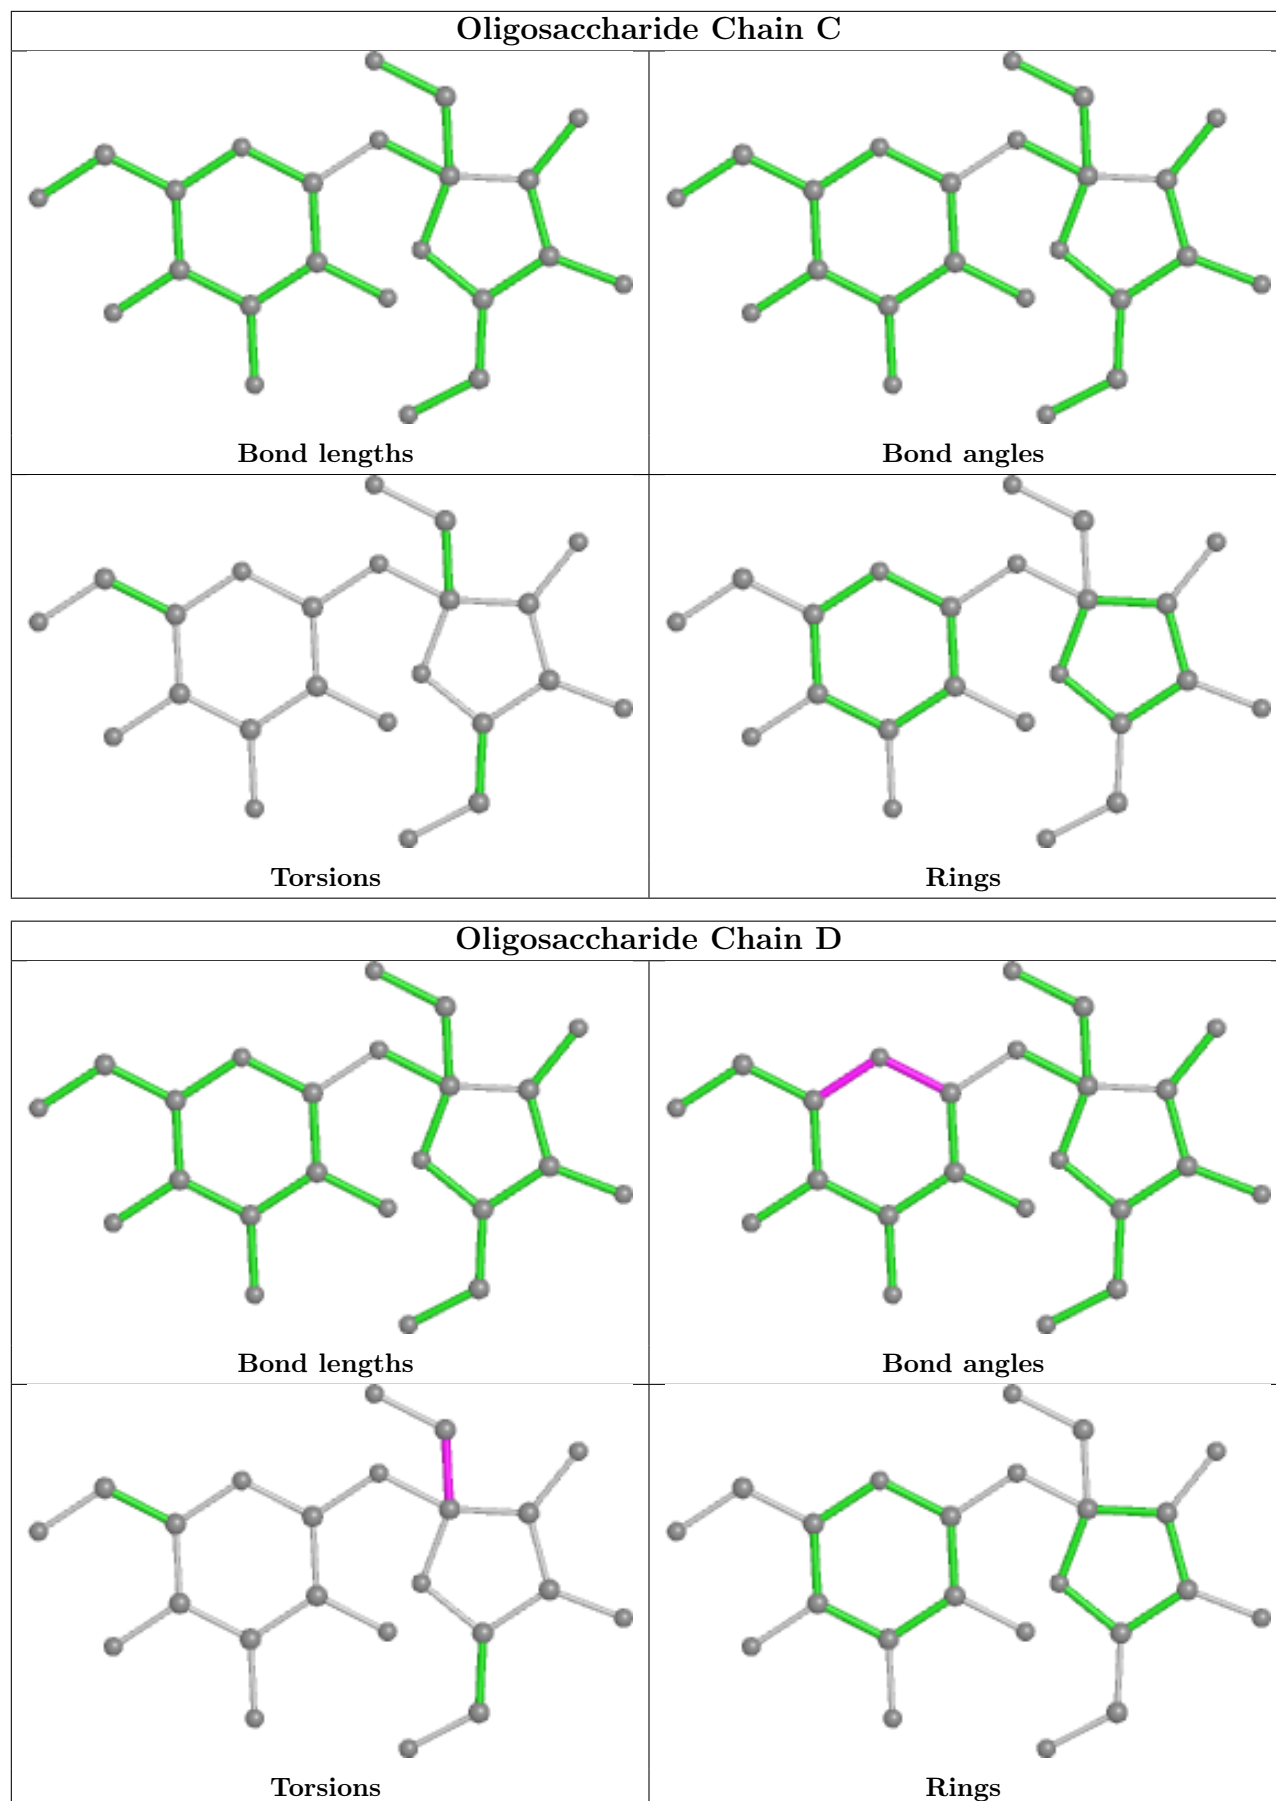 Oligosaccharide Chain C
Bond lengths
Bond angles
Torsions
Rings
Oligosaccharide Chain D
Bond lengths
Bond angles
Torsions
Rings